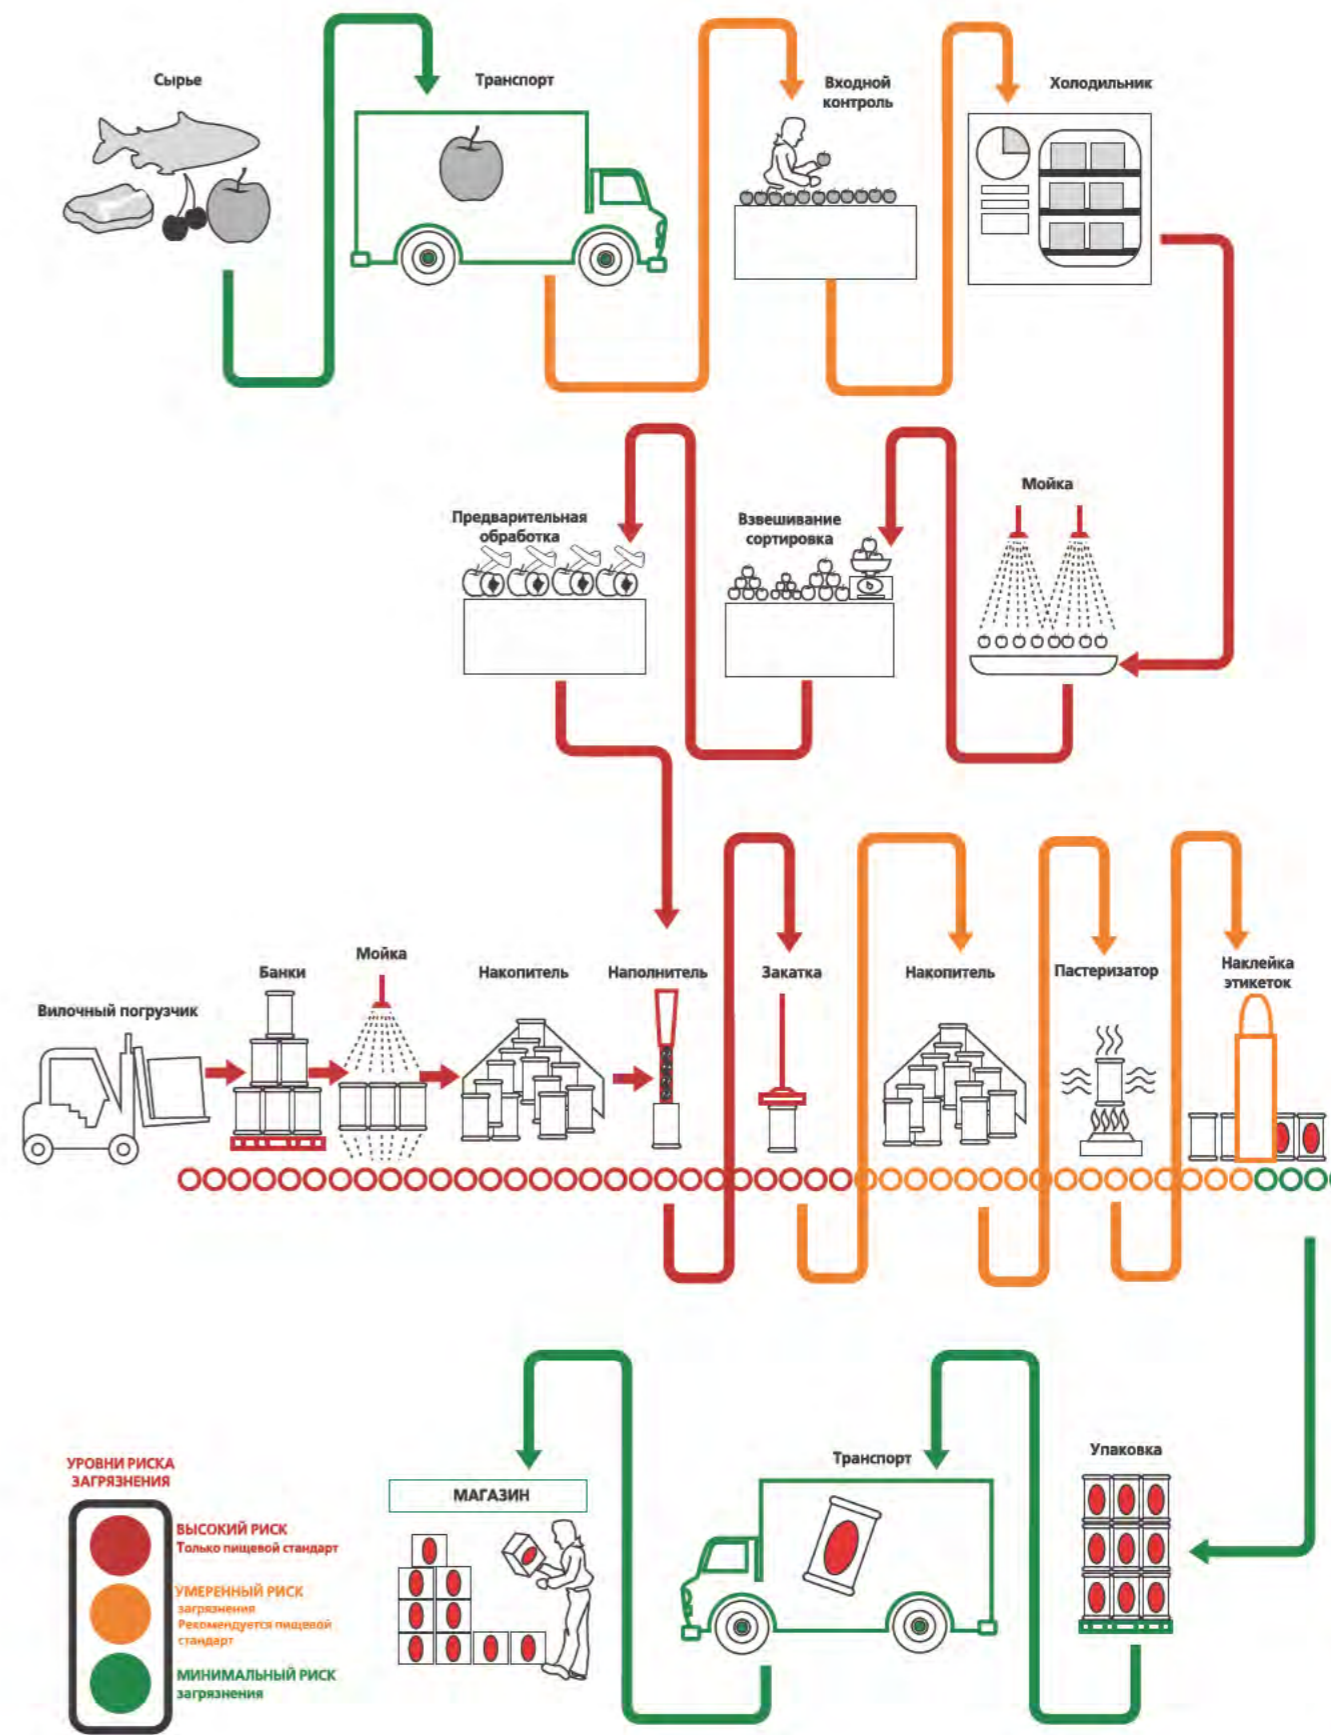 Сырье
Транспорт
Входной
контроль
Холодильник
Предварительная
обработка
Взвешивание
сортировка
Мойка
Вилочный погрузчик
Банки
Мойка
Накопитель
Наполнитель
Закатка
Накопитель
Пастеризатор
Наклейка
этикеток
УРОВНИ РИСКА
ЗАГРЯЗНЕНИЯ
ВЫСОКИЙ РИСК
Только пищевой стандарт
УМЕРЕННЫЙ РИСК
загрязнения
Рекомендуется пищевой
стандарт
МИНИМАЛЬНЫЙ РИСК
загрязнения
МАГАЗИН
Транспорт
Упаковка